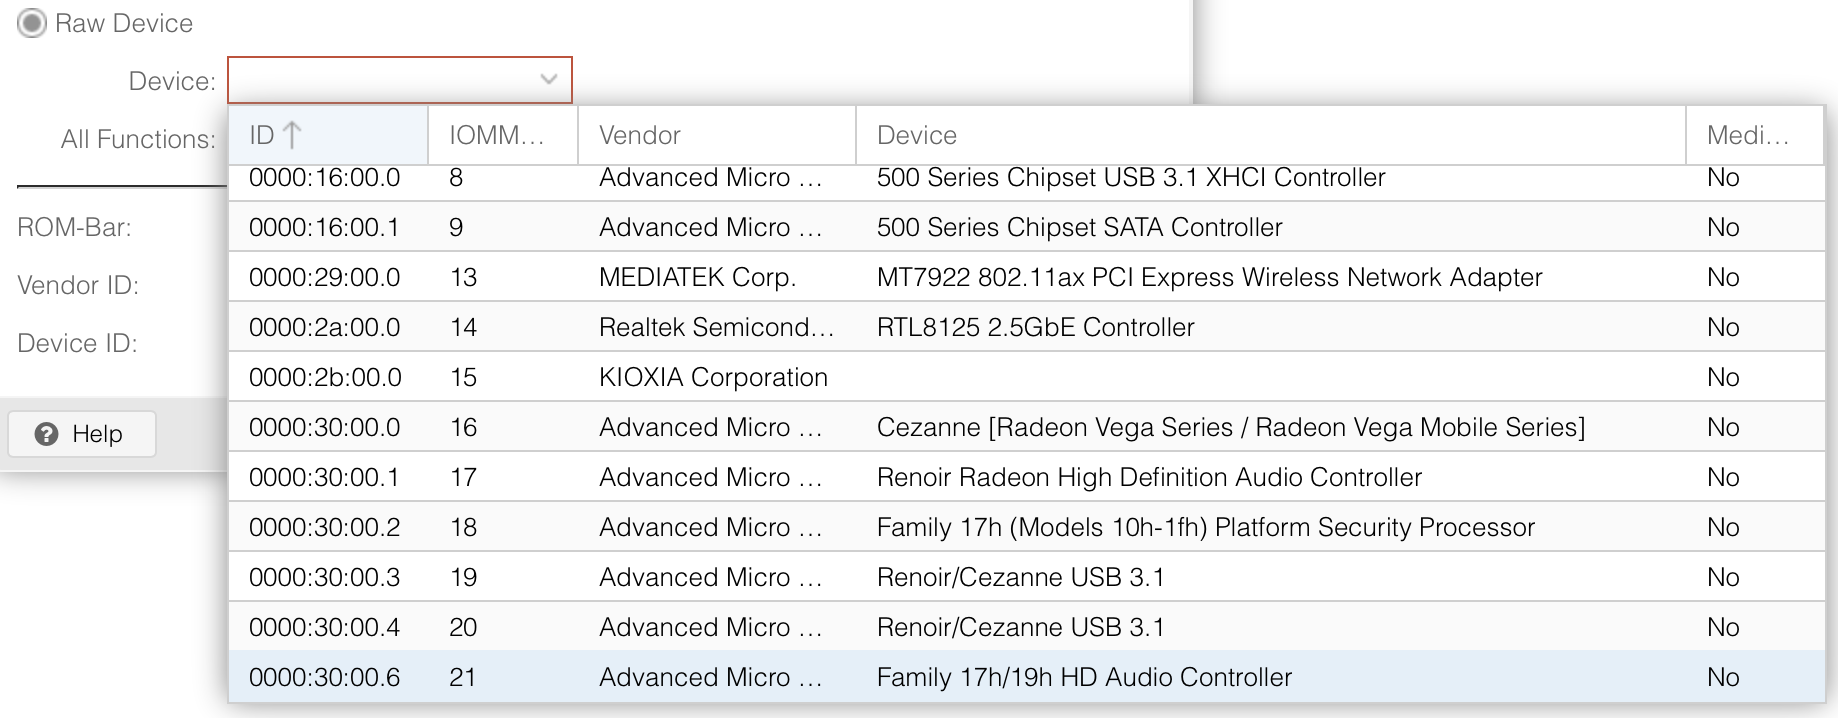 Raw Device
Device:
All Functions:
ROM-Bar:
Vendor ID:
Device ID:
Help
ID IOMM... Vendor Device Medi...
0000:16:00.0 8 Advanced Micro ... 500 Series Chipset USB 3.1 XHCI Controller No
0000:16:00.1 9 Advanced Micro ... 500 Series Chipset SATA Controller No
0000:29:00.0 13 MEDIATEK Corp. MT7922 802.11ax PCI Express Wireless Network Adapter No
0000:2a:00.0 14 Realtek Semicond... RTL8125 2.5GbE Controller No
0000:2b:00.0 15 KIOXIA Corporation No
0000:30:00.0 16 Advanced Micro ... Cezanne [Radeon Vega Series / Radeon Vega Mobile Series] No
0000:30:00.1 17 Advanced Micro ... Renoir Radeon High Definition Audio Controller No
0000:30:00.2 18 Advanced Micro ... Family 17h (Models 10h-1fh) Platform Security Processor No
0000:30:00.3 19 Advanced Micro ... Renoir/Cezanne USB 3.1 No
0000:30:00.4 20 Advanced Micro ... Renoir/Cezanne USB 3.1 No
0000:30:00.6 21 Advanced Micro ... Family 17h/19h HD Audio Controller No